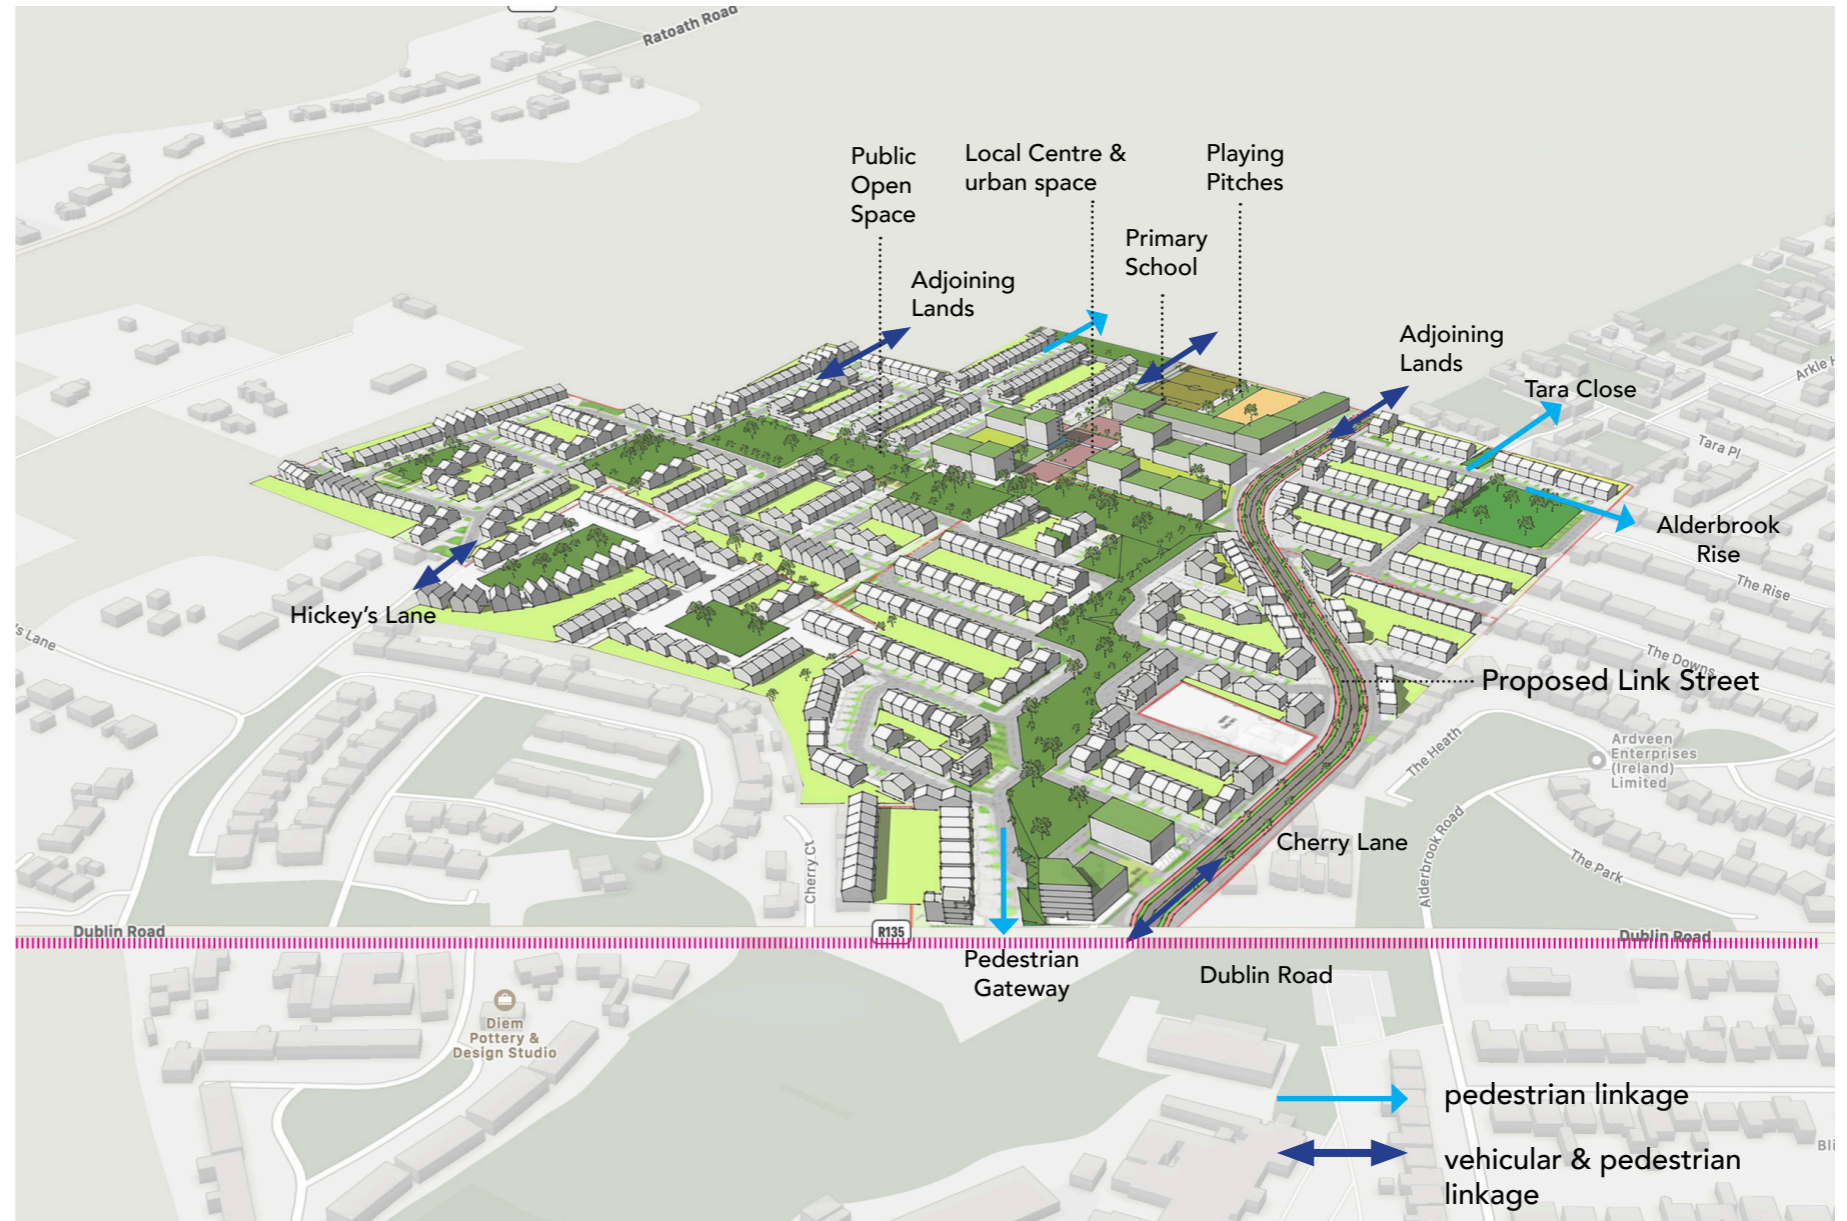 Ratoath Road
Public
Open
Space
Local Centre &
urban space
Playing
Pitches
Primary
School
Adjoining
Lands
Adjoining
Lands
Tara Close
Arkle
Tara Pl
Alderbrook
Rise
The Rise
Hickey's Lane
's Lane
The Downs
Proposed Link Street
The Heath
Ardveen
Enterprises
(Ireland)
Limited
Alderbrook Road
The Park
Cherry Lane
Cherry Ct
Dublin Road
R135
Dublin Road
Pedestrian
Gateway
Dublin Road
Diem
Pottery &
Design Studio
pedestrian linkage
vehicular & pedestrian
linkage
Bli